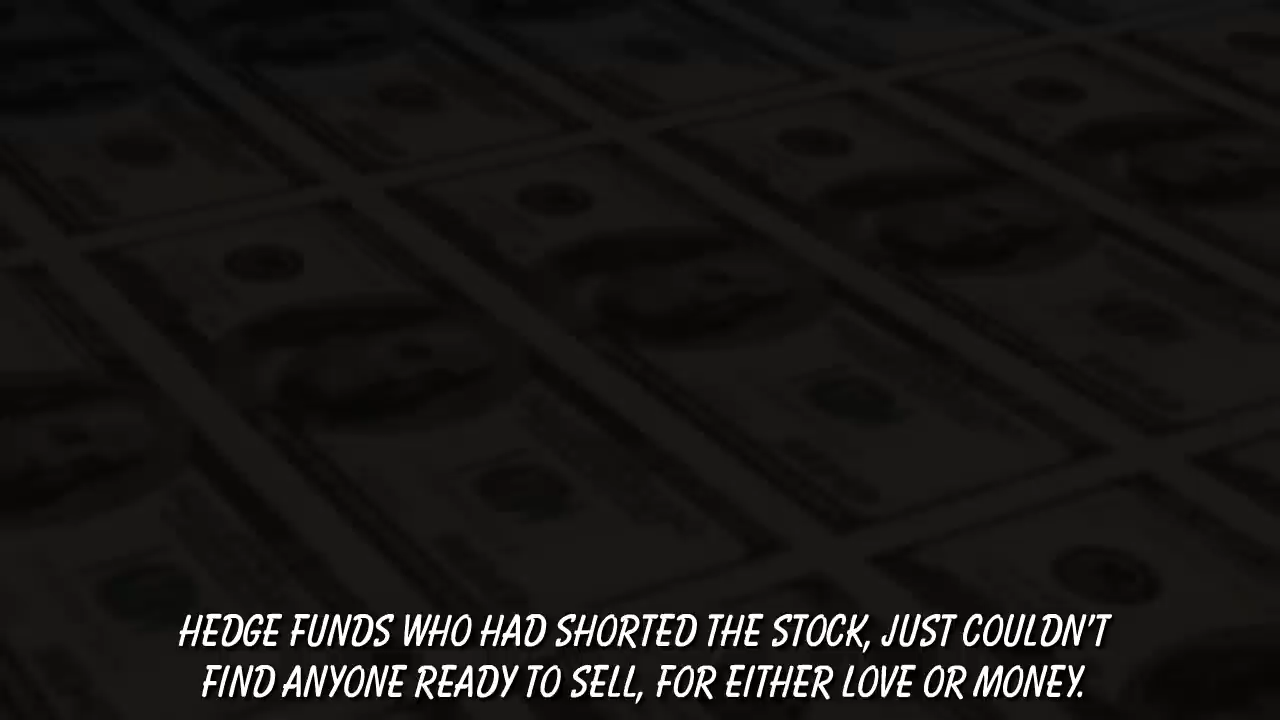 HEDGE FUNDS WHO HAD SHORTED THE STOCK, JUST COULDN'T
FIND ANYONE READY TO SELL, FOR EITHER LOVE OR MONEY.